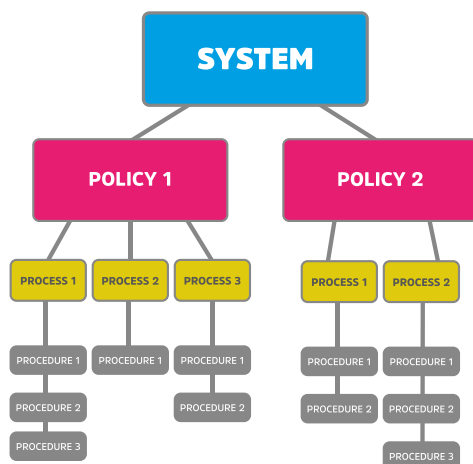 SYSTEM
POLICY 1
POLICY 2
PROCESS 1
PROCESS 2
PROCESS 3
PROCESS 1
PROCESS 2
PROCEDURE 1
PROCEDURE 1
PROCEDURE 1
PROCEDURE 1
PROCEDURE 1
PROCEDURE 2
PROCEDURE 2
PROCEDURE 2
PROCEDURE 2
PROCEDURE 3
PROCEDURE 3